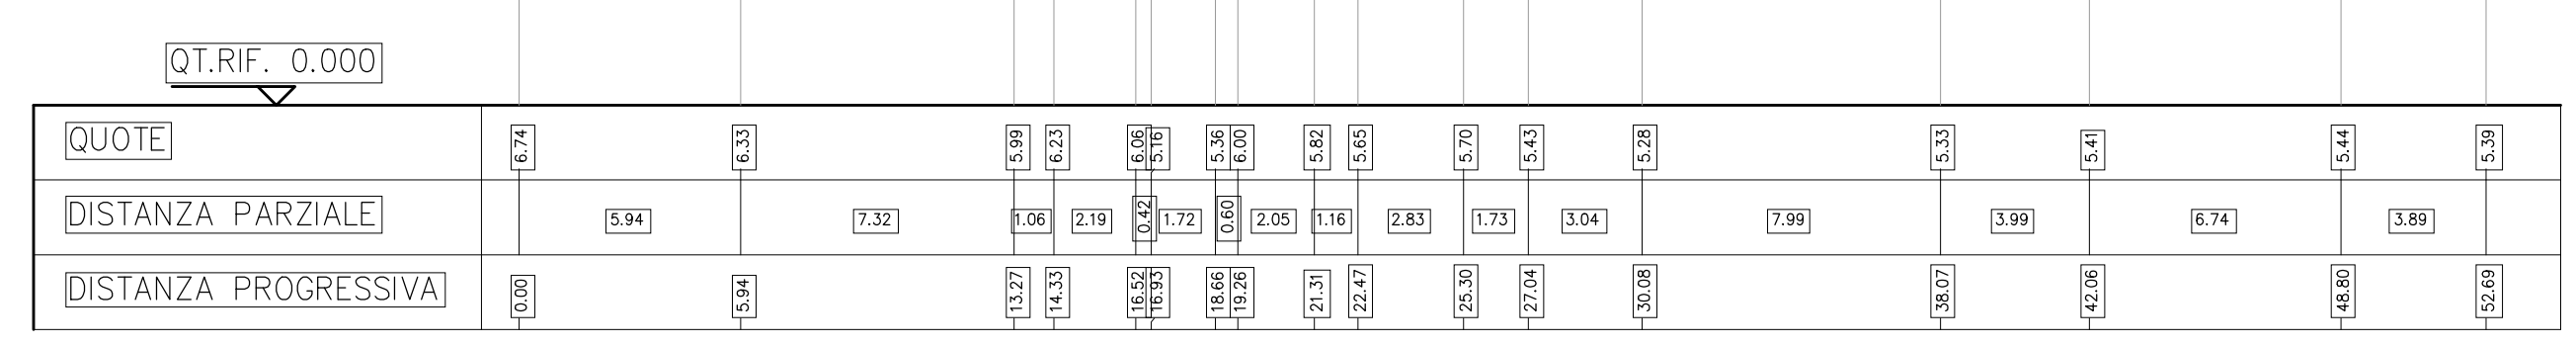 QT.RIF. 0.000
QUOTE 6.74 6.33 5.99 6.23 6.06 5.16 5.36 6.00 5.82 5.65 5.70 5.43 5.28 5.33 5.41 5.44 5.39
DISTANZA PARZIALE 5.94 7.32 1.06 2.19 0.42 1.72 0.60 2.05 1.16 2.83 1.73 3.04 7.99 3.99 6.74 3.89
DISTANZA PROGRESSIVA 0.00 5.94 13.27 14.33 16.52 16.93 18.66 19.26 21.31 22.47 25.30 27.04 30.08 38.07 42.06 48.80 52.69